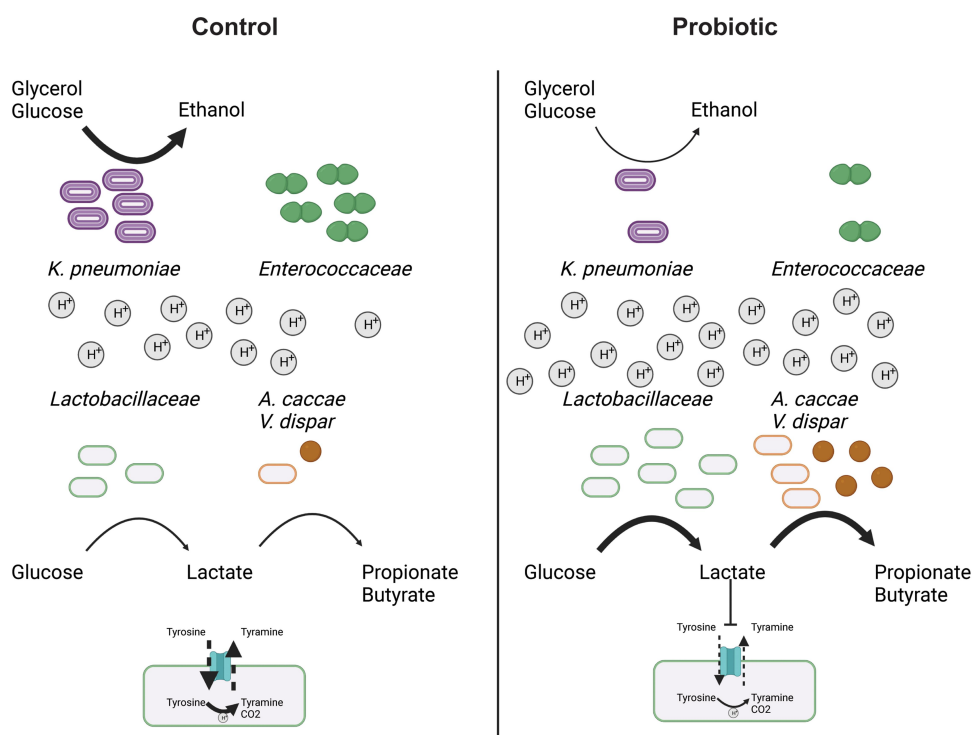 Control
Glycerol
Glucose
Ethanol
K. pneumoniae
Enterococcaceae
H+ H+ H+ H+ H+ H+
H+ H+ H+ H+ H+
Lactobacillaceae
A. caccae
V. dispar
Glucose
Lactate
Propionate
Butyrate
Tyrosine
Tyramine
Tyrosine
Tyramine
CO2
H+
Probiotic
Glycerol
Glucose
Ethanol
K. pneumoniae
Enterococcaceae
H+ H+ H+ H+ H+ H+ H+
H+ H+ H+ H+ H+ H+ H+
H+ H+ H+ H+ H+
Lactobacillaceae
A. caccae
V. dispar
Glucose
Lactate
Propionate
Butyrate
Tyrosine
Tyramine
Tyrosine
Tyramine
CO2
H+